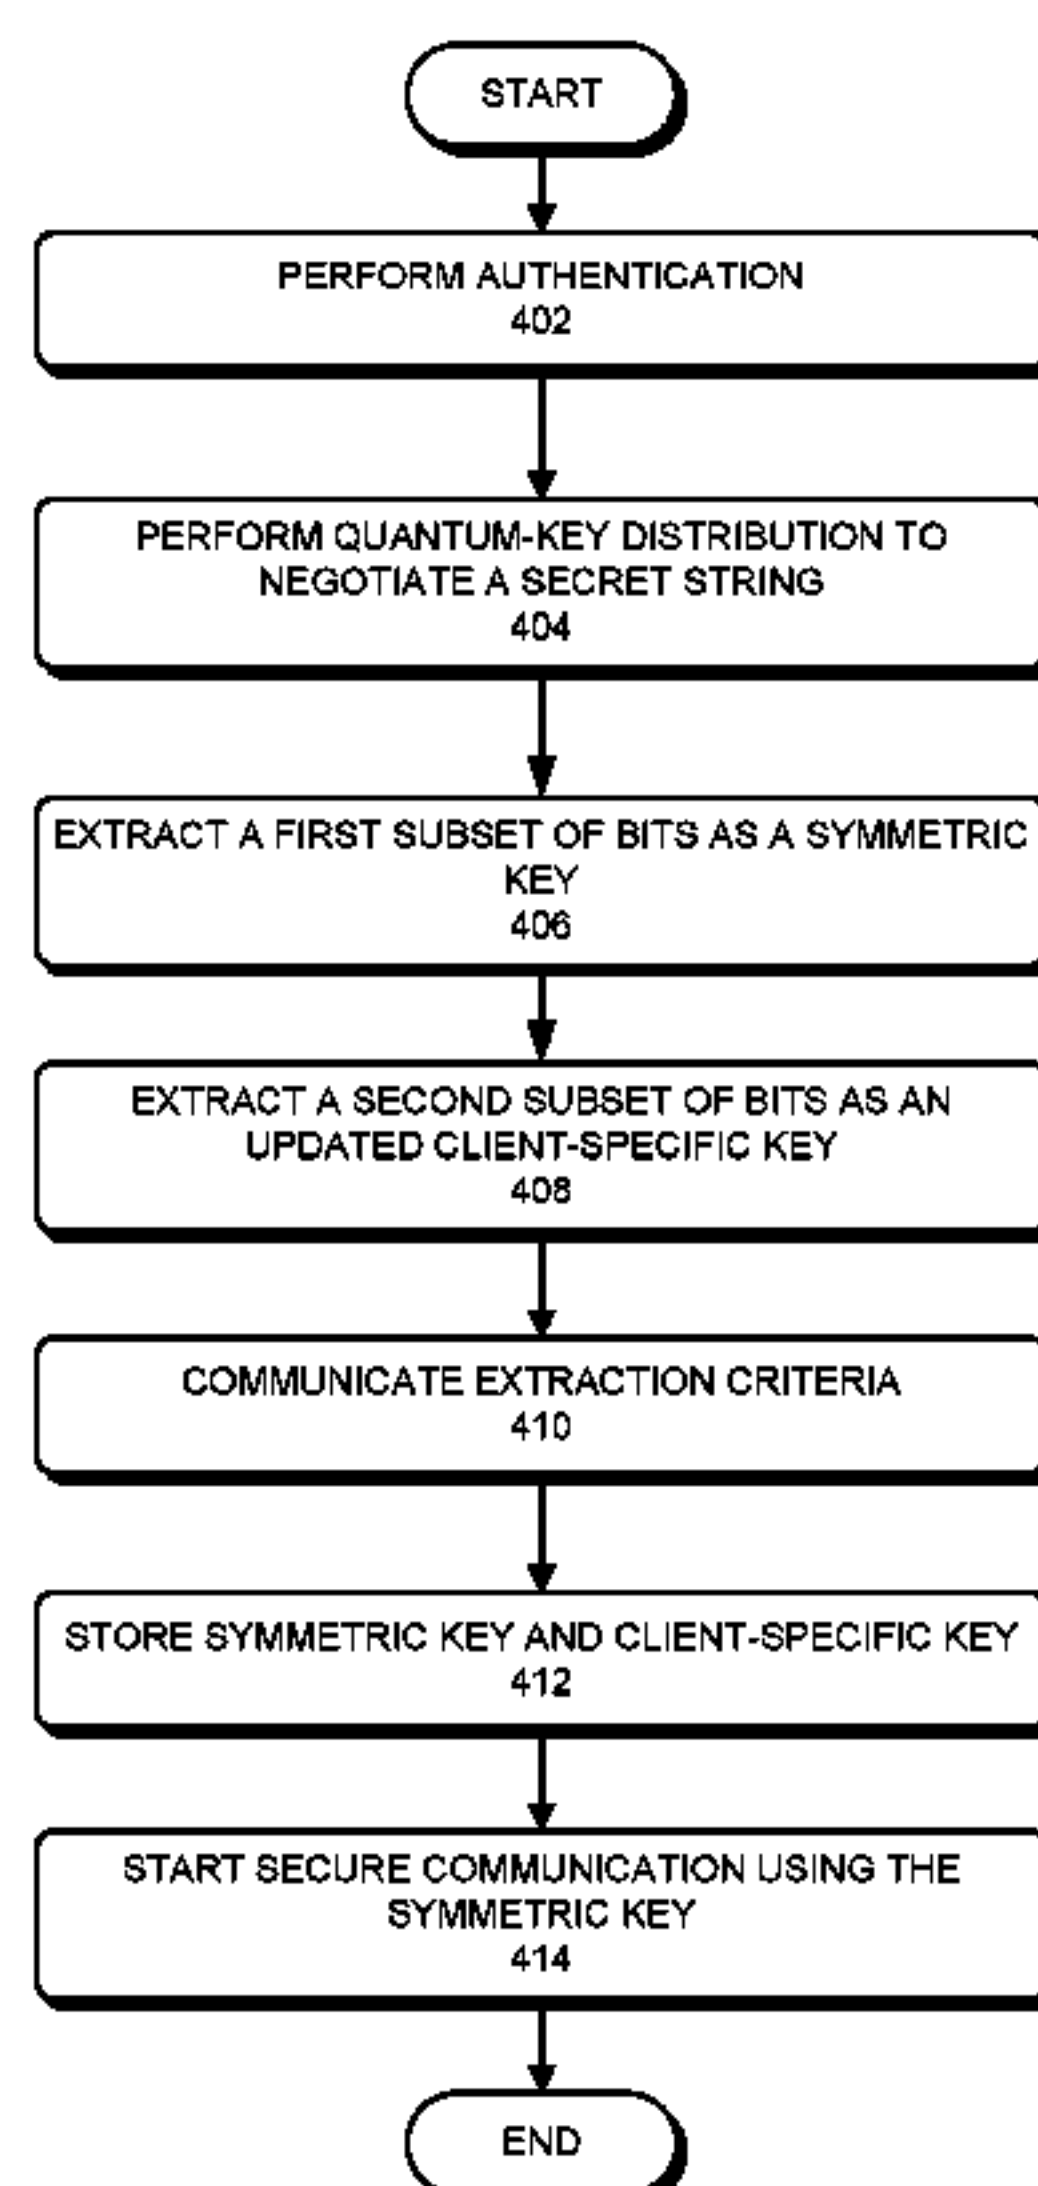 START
PERFORM AUTHENTICATION
402
PERFORM QUANTUM-KEY DISTRIBUTION TO
NEGOTIATE A SECRET STRING
404
EXTRACT A FIRST SUBSET OF BITS AS A SYMMETRIC
KEY
406
EXTRACT A SECOND SUBSET OF BITS AS AN
UPDATED CLIENT-SPECIFIC KEY
408
COMMUNICATE EXTRACTION CRITERIA
410
STORE SYMMETRIC KEY AND CLIENT-SPECIFIC KEY
412
START SECURE COMMUNICATION USING THE
SYMMETRIC KEY
414
END